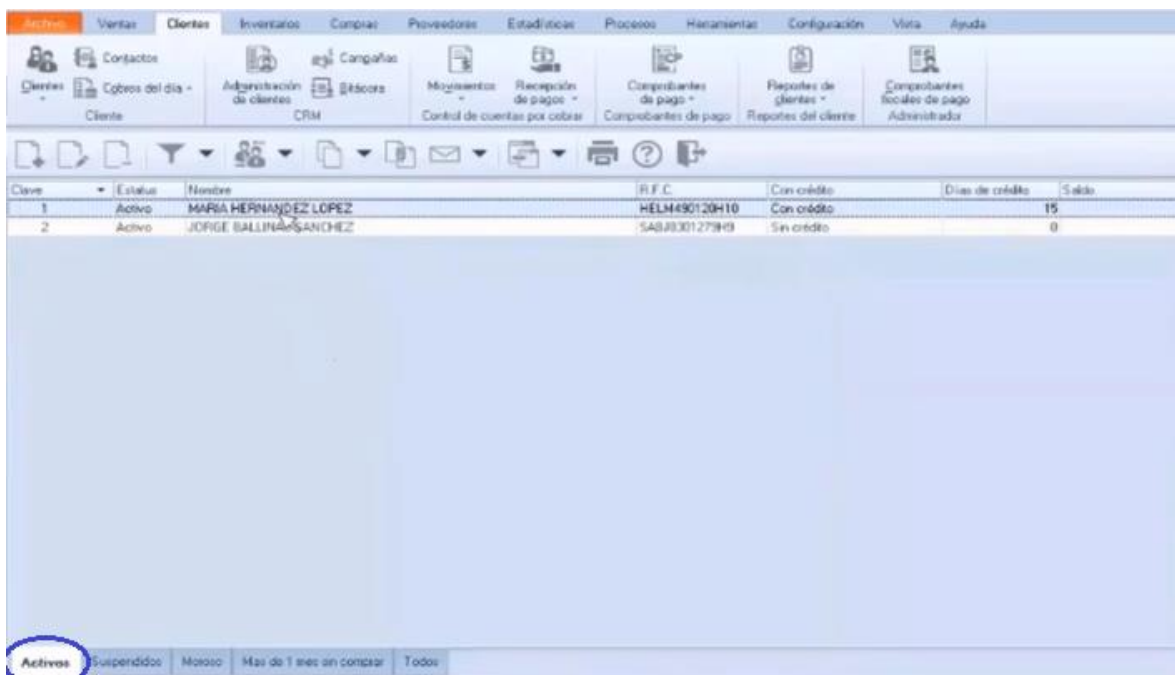 Archivo Ventas Clientes Inventarios Compras Proveedores Estadísticas Procesos Herramientas Configuración Vista Ayuda
Clientes
Contactos
Cobros del día
Cliente
Administración de clientes
Campañas
Bitácora
CRM
Movimientos
Recepción de pagos
Control de cuentas por cobrar
Comprobantes de pago
Comprobantes de pago
Reportes de clientes
Reportes del cliente
Comprobantes fiscales de pago
Administrador
Clave Estatus Nombre R.F.C. Con crédito Días de crédito Saldo
1 Activo MARIA HERNANDEZ LOPEZ HELM490120H10 Con crédito 15
2 Activo JORGE BALLINA SANCHEZ Sin crédito 0
Activos Suspendidos Moroso Mas de 1 mes sin comprar Todos